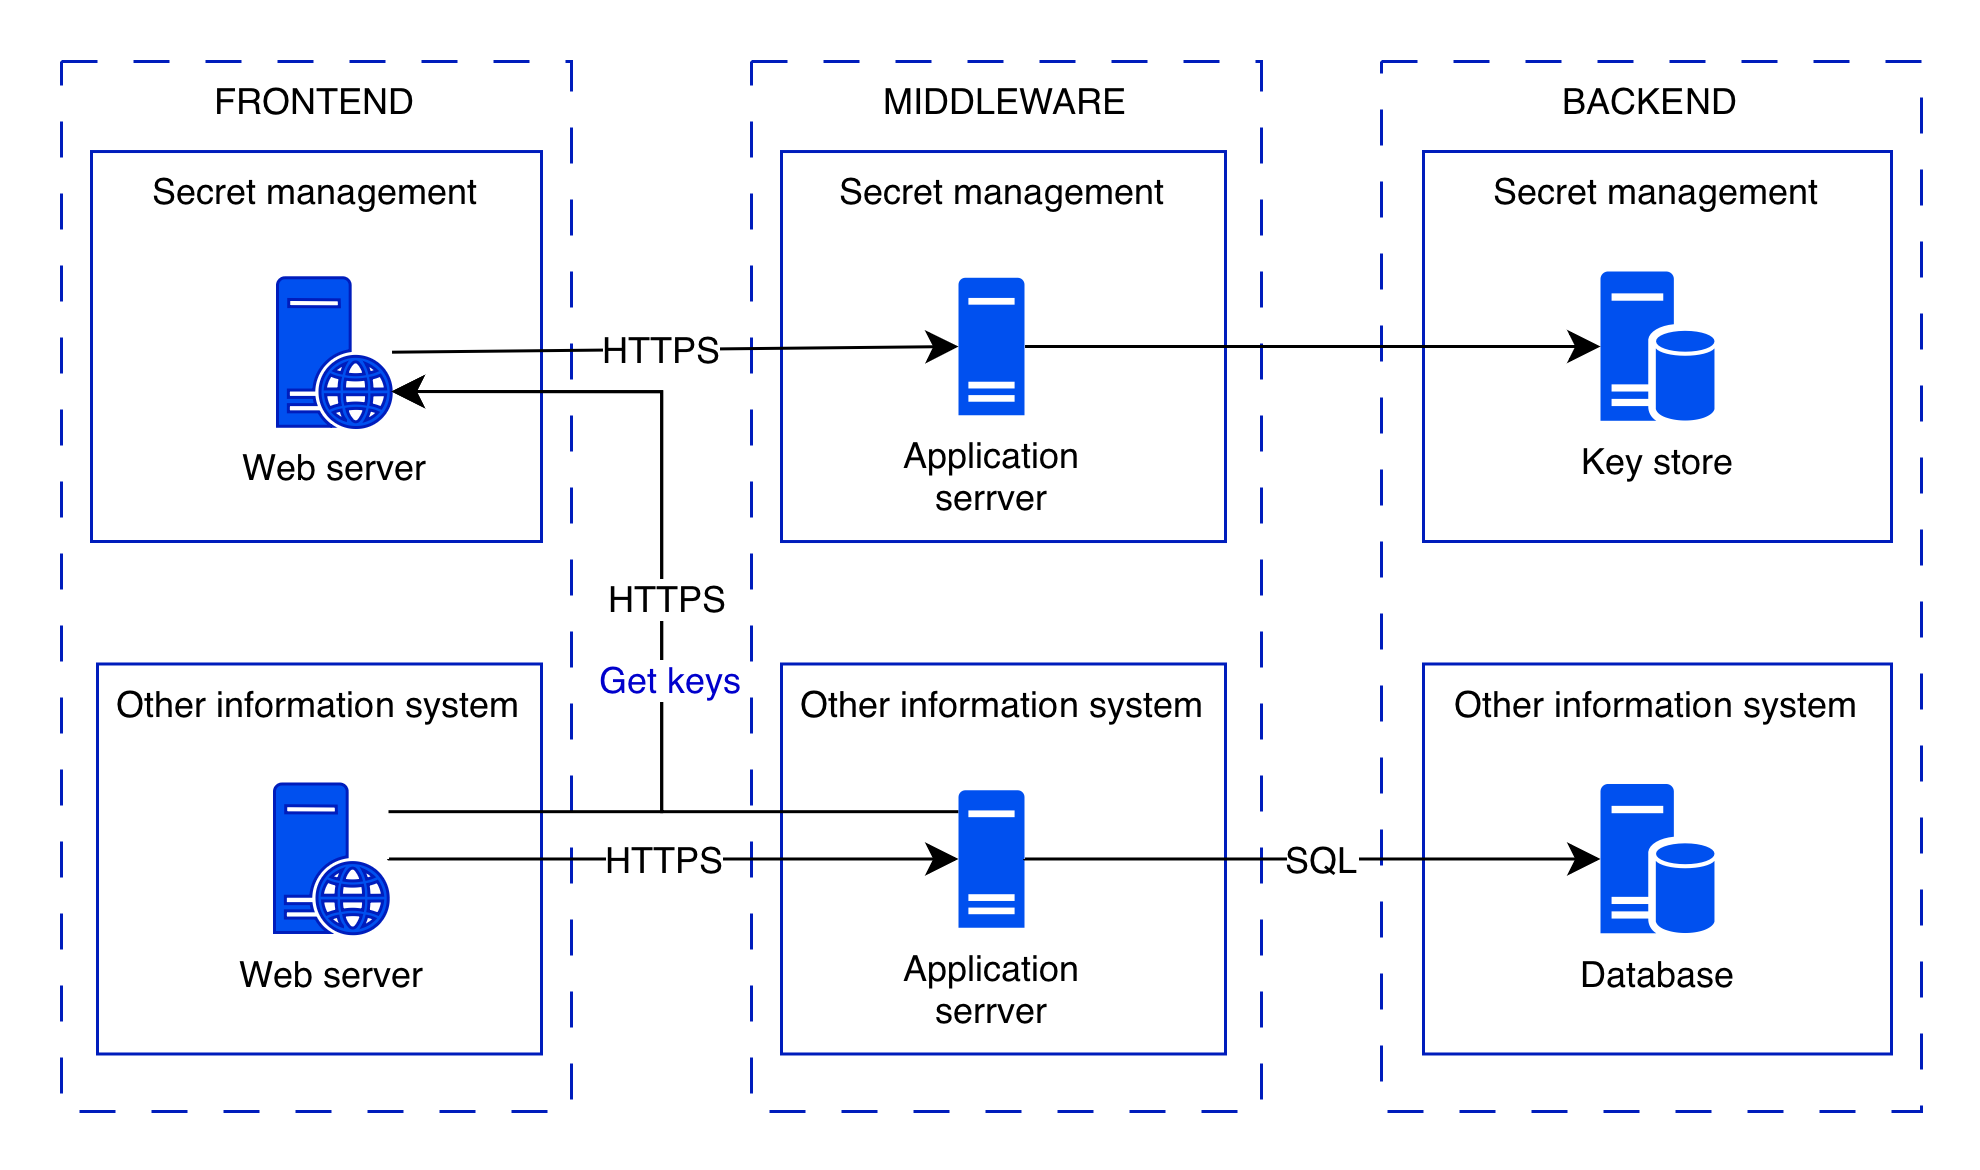 FRONTEND
MIDDLEWARE
BACKEND
Secret management
Secret management
Secret management
HTTPS
Web server
Application
serrver
Key store
HTTPS
Get keys
Other information system
Other information system
Other information system
HTTPS
SQL
Web server
Application
serrver
Database